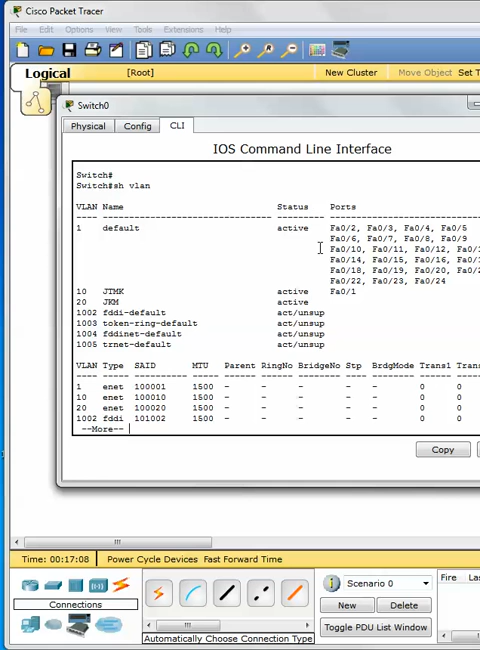 Cisco Packet Tracer
File Edit Options View Tools Extensions Help
Logical [Root] New Cluster Move Object Set T
Switch0
Physical Config CLI
IOS Command Line Interface
Switch#
Switch#sh vlan
VLAN Name Status Ports
---- -------------------------------- --------- -------------------------------
1 default active Fa0/2, Fa0/3, Fa0/4, Fa0/5
Fa0/6, Fa0/7, Fa0/8, Fa0/9
Fa0/10, Fa0/11, Fa0/12, Fa0/1
Fa0/14, Fa0/15, Fa0/16, Fa0/1
Fa0/18, Fa0/19, Fa0/20, Fa0/2
Fa0/22, Fa0/23, Fa0/24
10 JTMK active Fa0/1
20 JKM active
1002 fddi-default act/unsup
1003 token-ring-default act/unsup
1004 fddinet-default act/unsup
1005 trnet-default act/unsup
VLAN Type SAID MTU Parent RingNo BridgeNo Stp BrdgMode Trans1 Trans
---- ----- ---------- ----- ------ ------ -------- ---- -------- ------ ------
1 enet 100001 1500 - - - - - 0 0
10 enet 100010 1500 - - - - - 0 0
20 enet 100020 1500 - - - - - 0 0
1002 fddi 101002 1500 - - - - - 0 0
--More--
Copy
Time: 00:17:08 Power Cycle Devices Fast Forward Time
Connections
Automatically Choose Connection Type
Scenario 0
New Delete
Toggle PDU List Window
Fire Las